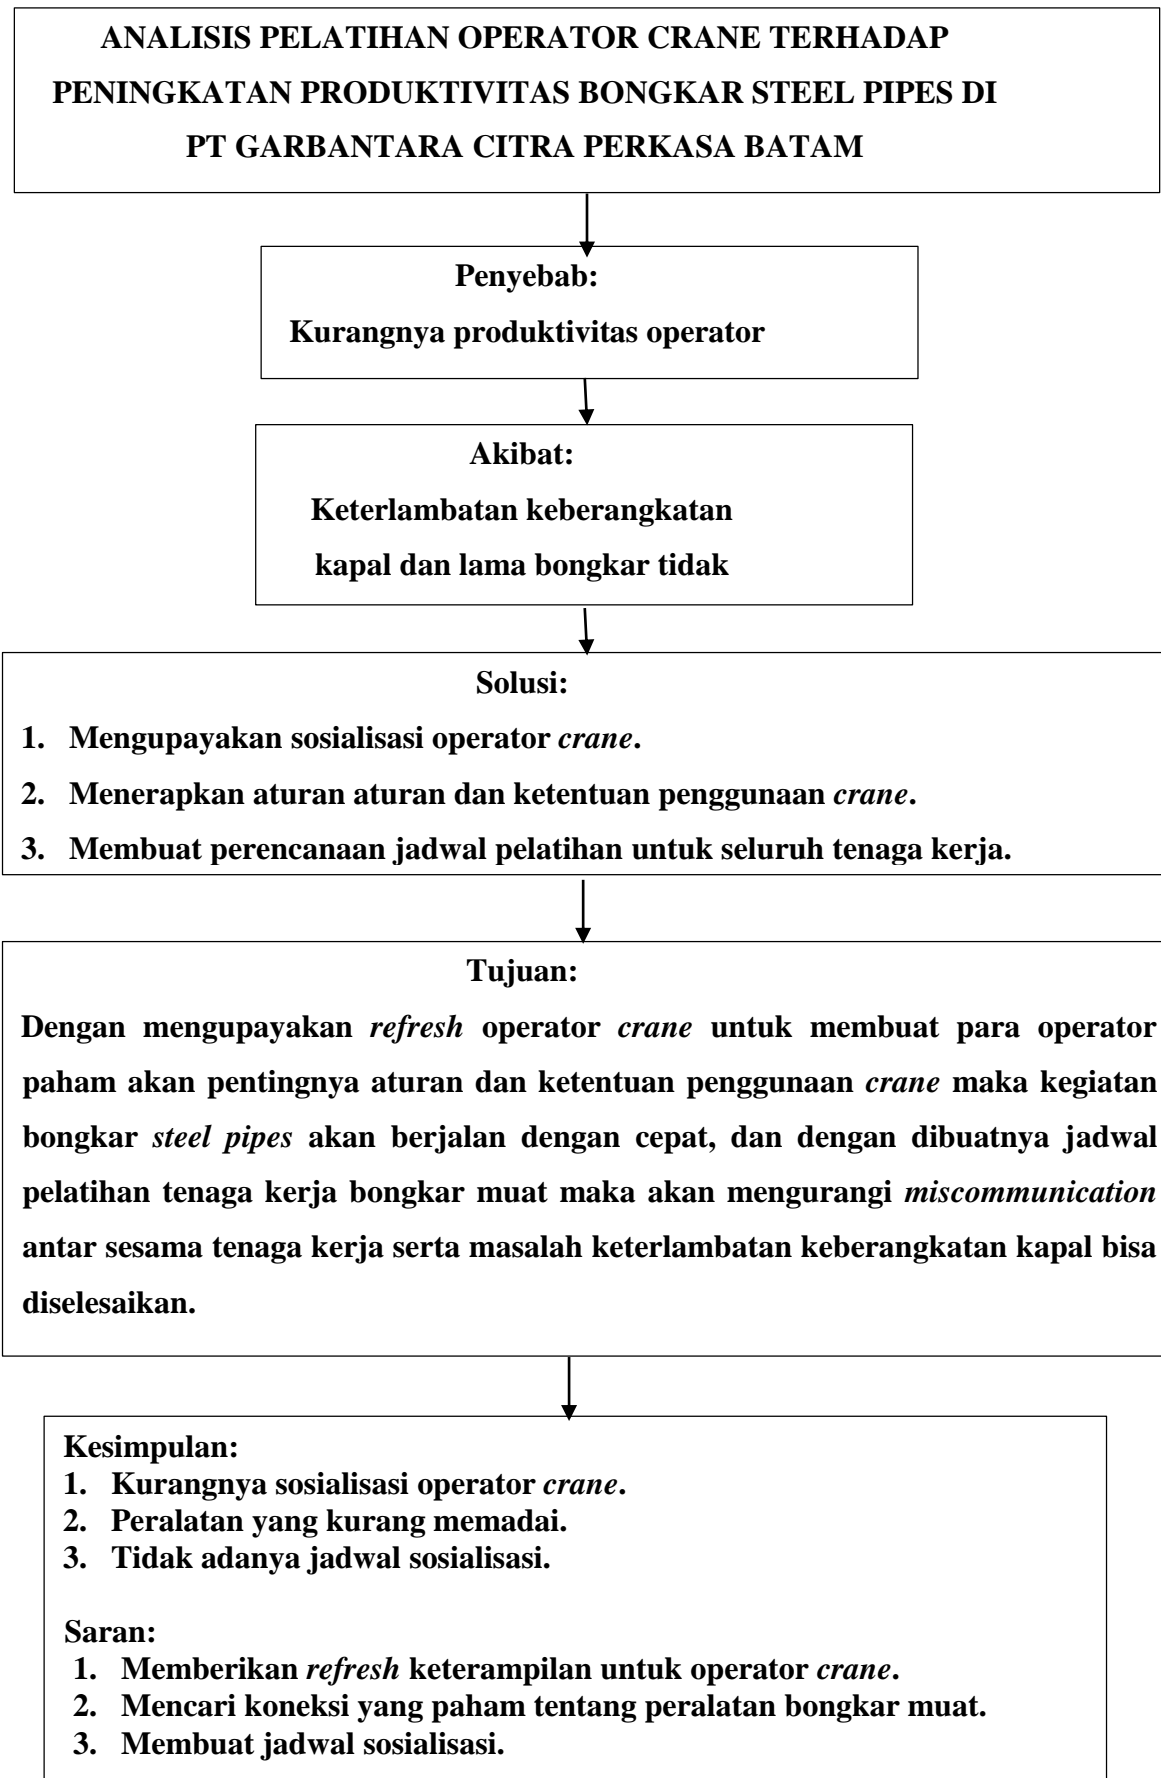 ANALISIS PELATIHAN OPERATOR CRANE TERHADAP
PENINGKATAN PRODUKTIVITAS BONGKAR STEEL PIPES DI
PT GARBANTARA CITRA PERKASA BATAM
Penyebab:
Kurangnya produktivitas operator
Akibat:
Keterlambatan keberangkatan
kapal dan lama bongkar tidak
Solusi:
1. Mengupayakan sosialisasi operator crane.
2. Menerapkan aturan aturan dan ketentuan penggunaan crane.
3. Membuat perencanaan jadwal pelatihan untuk seluruh tenaga kerja.
Tujuan:
Dengan mengupayakan refresh operator crane untuk membuat para operator
paham akan pentingnya aturan dan ketentuan penggunaan crane maka kegiatan
bongkar steel pipes akan berjalan dengan cepat, dan dengan dibuatnya jadwal
pelatihan tenaga kerja bongkar muat maka akan mengurangi miscommunication
antar sesama tenaga kerja serta masalah keterlambatan keberangkatan kapal bisa
diselesaikan.
Kesimpulan:
1. Kurangnya sosialisasi operator crane.
2. Peralatan yang kurang memadai.
3. Tidak adanya jadwal sosialisasi.
Saran:
1. Memberikan refresh keterampilan untuk operator crane.
2. Mencari koneksi yang paham tentang peralatan bongkar muat.
3. Membuat jadwal sosialisasi.